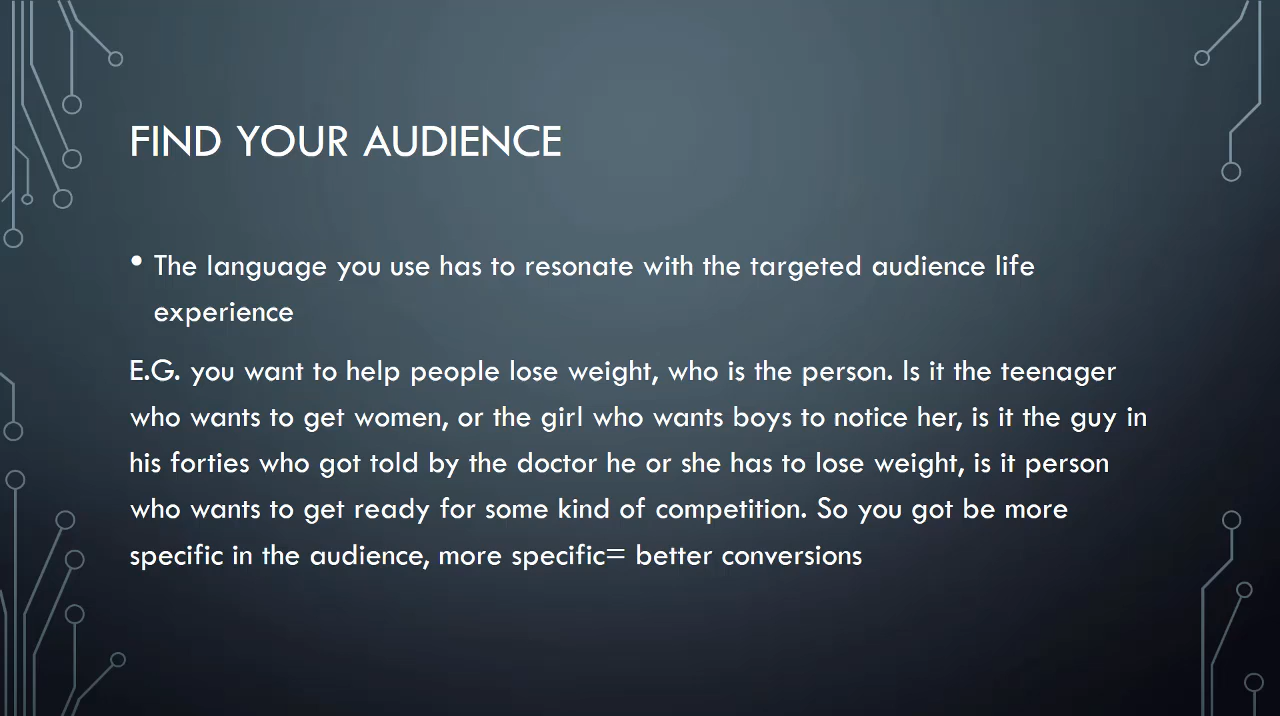 FIND YOUR AUDIENCE
• The language you use has to resonate with the targeted audience life
experience
E.G. you want to help people lose weight, who is the person. Is it the teenager
who wants to get women, or the girl who wants boys to notice her, is it the guy in
his forties who got told by the doctor he or she has to lose weight, is it person
who wants to get ready for some kind of competition. So you got be more
specific in the audience, more specific= better conversions